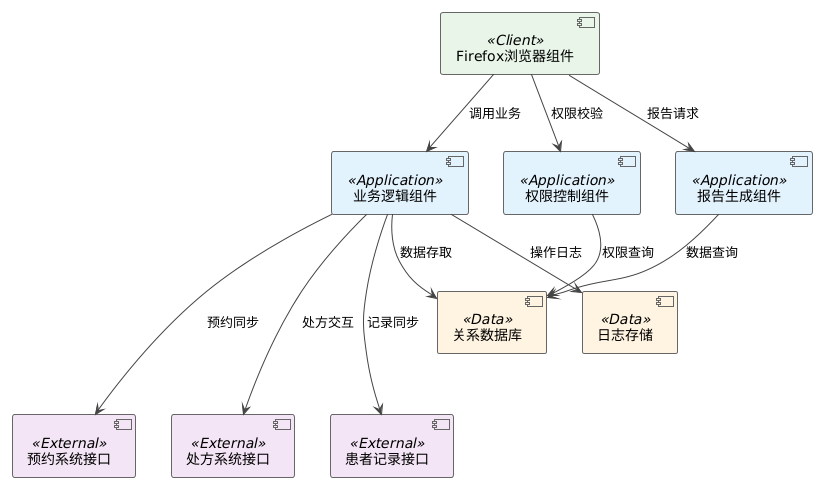 «Client»
Firefox浏览器组件
调用业务
权限校验
报告请求
«Application»
业务逻辑组件
«Application»
权限控制组件
«Application»
报告生成组件
数据存取
操作日志
权限查询
数据查询
预约同步
处方交互
记录同步
«Data»
关系数据库
«Data»
日志存储
«External»
预约系统接口
«External»
处方系统接口
«External»
患者记录接口